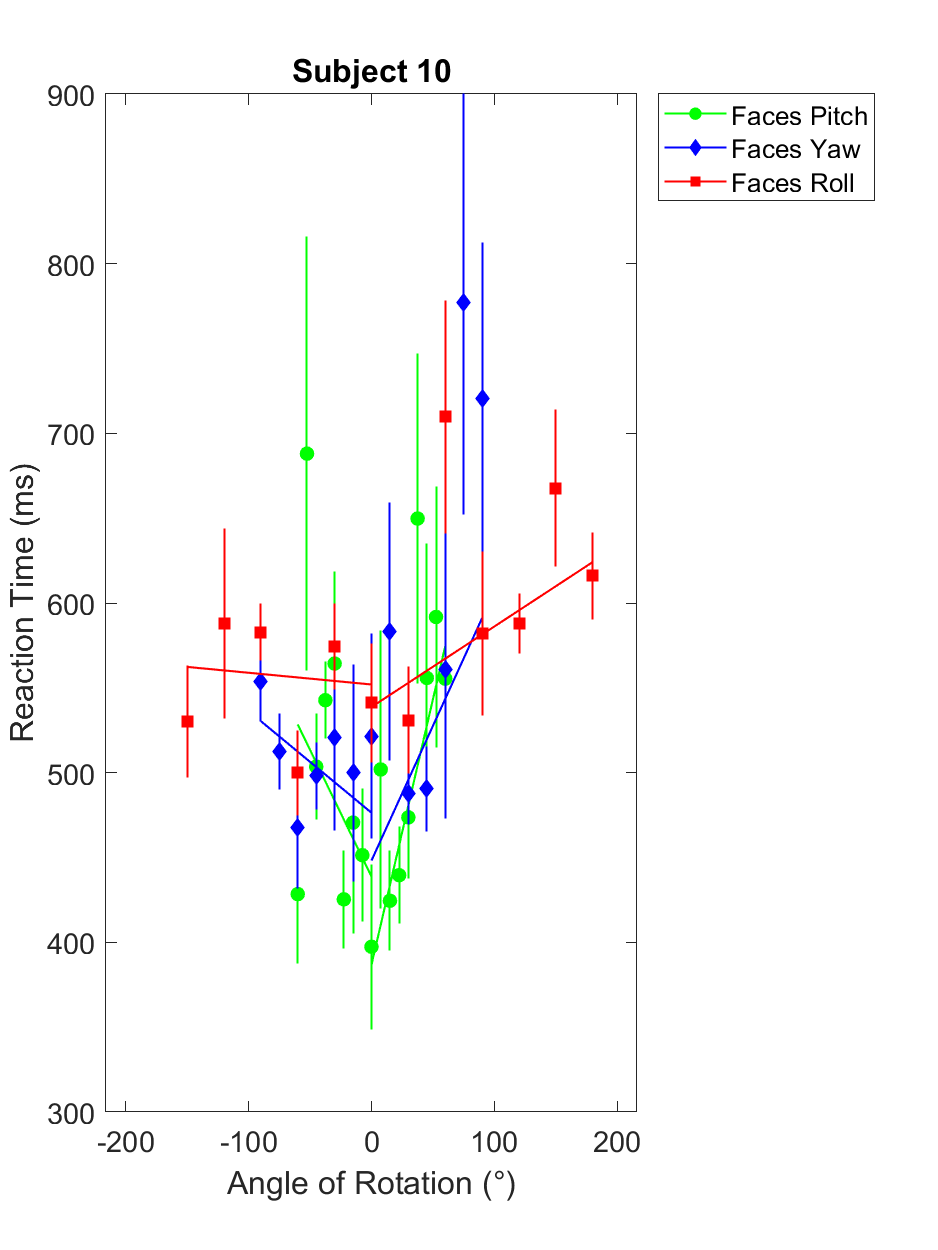 Subject 10
900
800
700
600
500
400
300
-200
-100
0
100
200
Reaction Time (ms)
Angle of Rotation (°)
Faces Pitch
Faces Yaw
Faces Roll